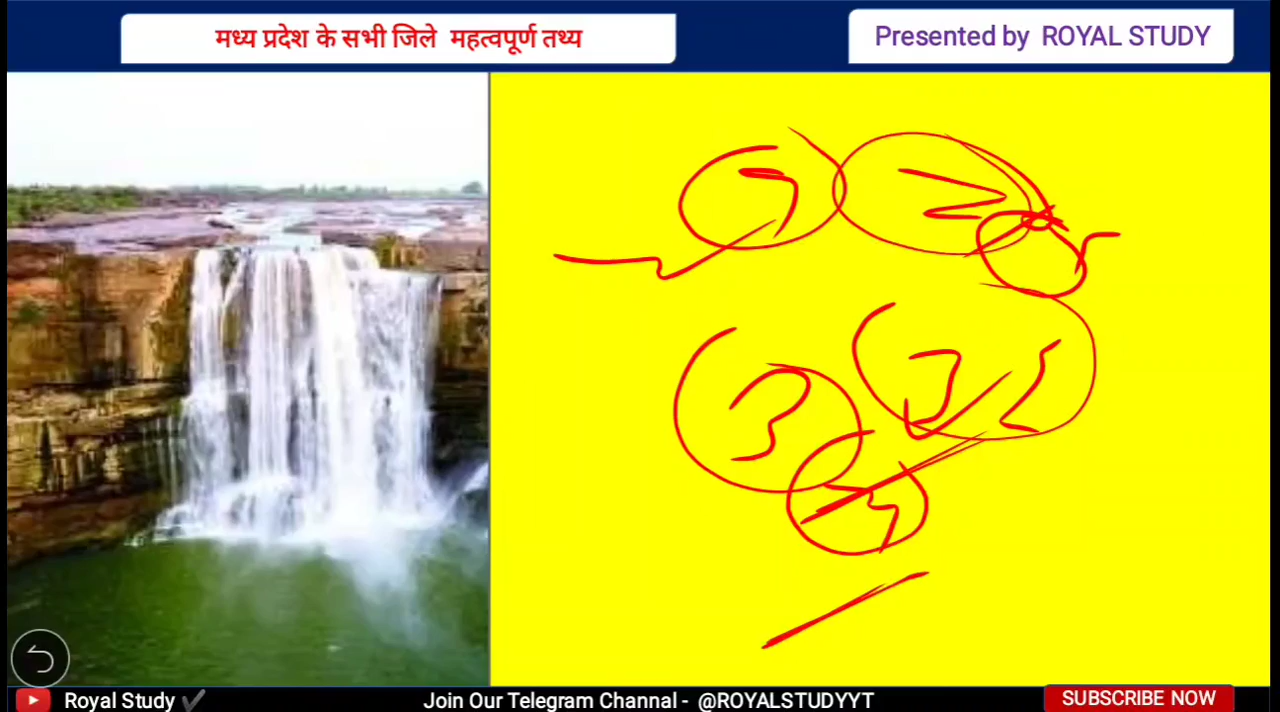 मध्य प्रदेश के सभी जिले महत्वपूर्ण तथ्य
Presented by ROYAL STUDY
Royal Study
Join Our Telegram Channal - @ROYALSTUDYYT
SUBSCRIBE NOW